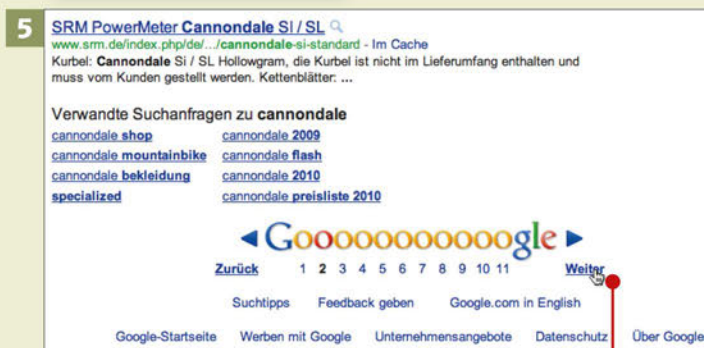 5
SRM PowerMeter Cannondale SI / SL
www.srm.de/index.php/de/.../cannondale-si-standard - Im Cache
Kurbel: Cannondale Si / SL Hollowgram, die Kurbel ist nicht im Lieferumfang enthalten und
muss vom Kunden gestellt werden. Kettenblätter: ...
Verwandte Suchanfragen zu cannondale
cannondale shop cannondale 2009
cannondale mountainbike cannondale flash
cannondale bekleidung cannondale 2010
specialized cannondale preisliste 2010
Gooooooooooogle
Zurück 1 2 3 4 5 6 7 8 9 10 11 Weiter
Suchtipps Feedback geben Google.com in English
Google-Startseite Werben mit Google Unternehmensangebote Datenschutz Über Google